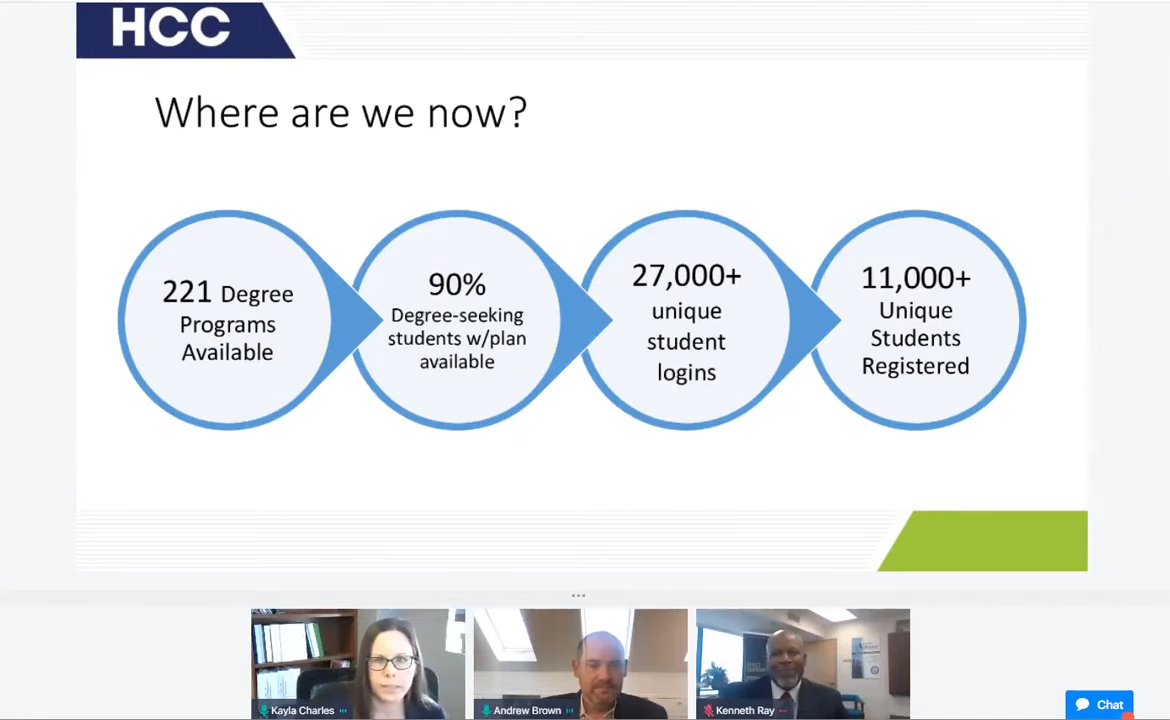 HCC
Where are we now?
221 Degree
Programs
Available
90%
Degree-seeking
students w/plan
available
27,000+
unique
student
logins
11,000+
Unique
Students
Registered
Kayla Charles
Andrew Brown
Kenneth Ray
Chat